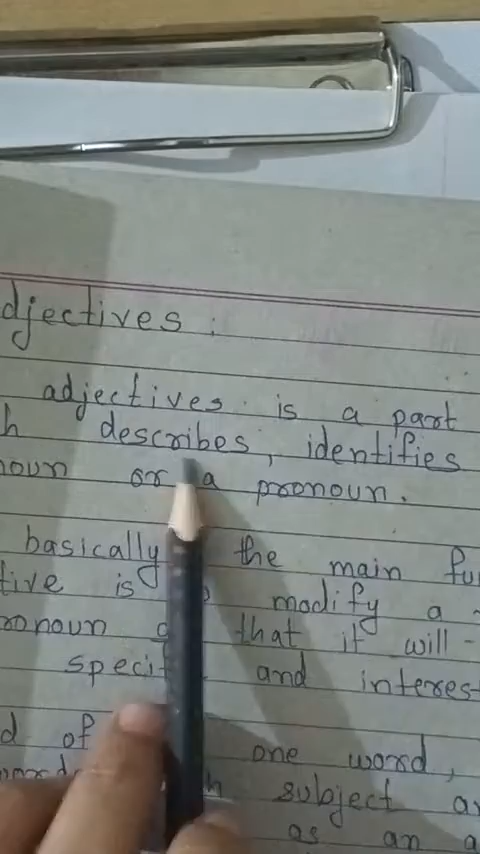 djectives :
adjectives is a part
h describes, identifies
noun or a pronoun.
basically the main fu
tive is modify a
ronoun that it will -
speci and interes
d of one word,
subject a
as an a